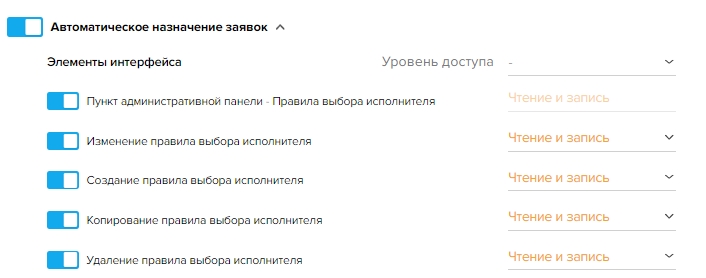 Автоматическое назначение заявок
Элементы интерфейса Уровень доступа -
Пункт административной панели - Правила выбора исполнителя Чтение и запись
Изменение правила выбора исполнителя Чтение и запись
Создание правила выбора исполнителя Чтение и запись
Копирование правила выбора исполнителя Чтение и запись
Удаление правила выбора исполнителя Чтение и запись